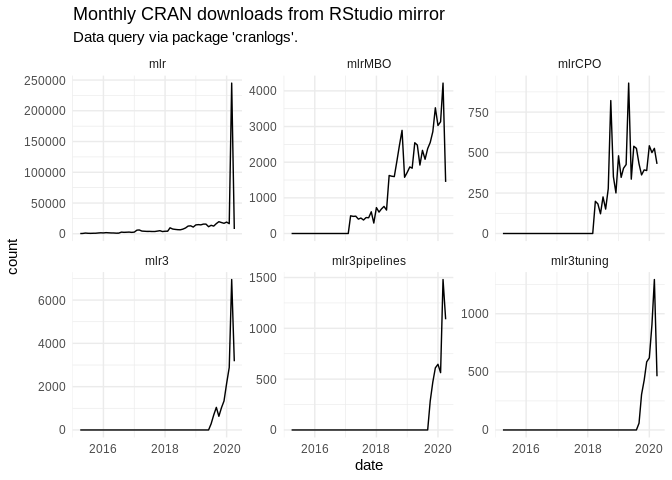 Monthly CRAN downloads from RStudio mirror
Data query via package 'cranlogs'.
mlr
mlrMBO
mlrCPO
250000
200000
150000
100000
50000
0
4000
3000
2000
1000
0
750
500
250
0
count
mlr3
mlr3pipelines
mlr3tuning
6000
4000
2000
0
1500
1000
500
0
1000
500
0
2016 2018 2020
2016 2018 2020
2016 2018 2020
date